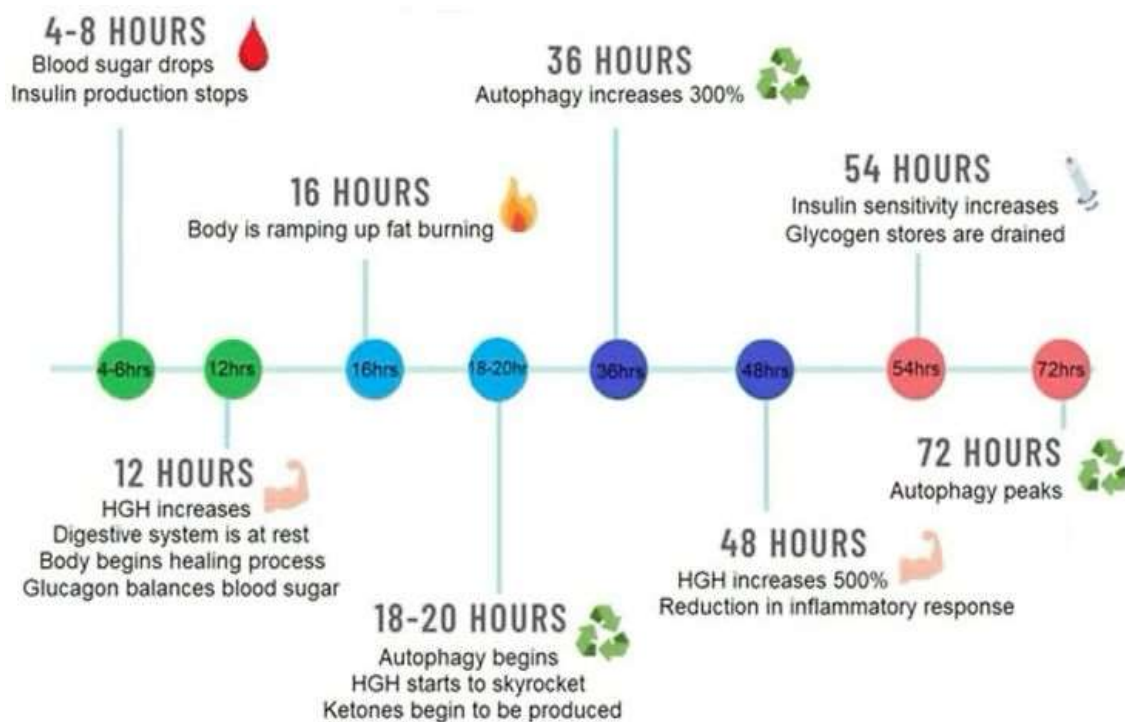 4-8 HOURS
Blood sugar drops
Insulin production stops
36 HOURS
Autophagy increases 300%
16 HOURS
Body is ramping up fat burning
54 HOURS
Insulin sensitivity increases
Glycogen stores are drained
4-6hrs
12hrs
16hrs
18-20hr
36hrs
48hrs
54hrs
72hrs
12 HOURS
HGH increases
Digestive system is at rest
Body begins healing process
Glucagon balances blood sugar
18-20 HOURS
Autophagy begins
HGH starts to skyrocket
Ketones begin to be produced
48 HOURS
HGH increases 500%
Reduction in inflammatory response
72 HOURS
Autophagy peaks